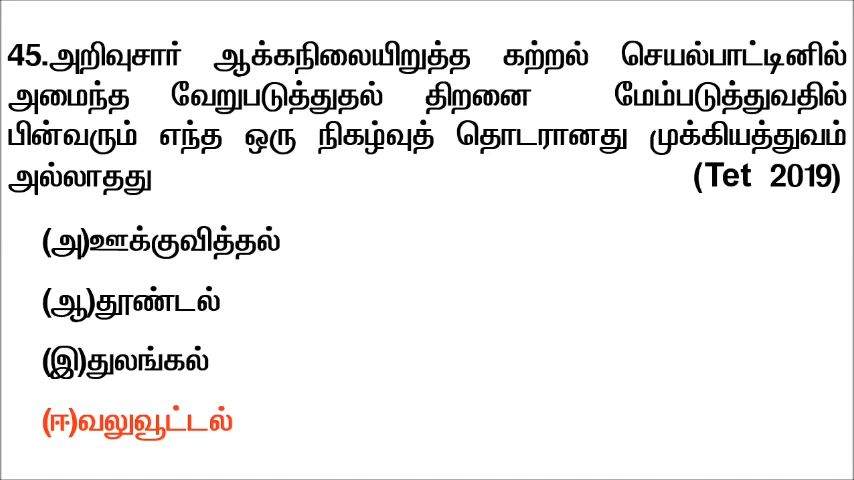 45.அறிவுசார் ஆக்கநிலையிறுத்த கற்றல் செயல்பாட்டினில்
அமைந்த வேறுபடுத்துதல் திறனை மேம்படுத்துவதில்
பின்வரும் எந்த ஒரு நிகழ்வுத் தொடரானது முக்கியத்துவம்
அல்லாதது (Tet 2019)
(அ)ஊக்குவித்தல்
(ஆ)தூண்டல்
(இ)துலங்கல்
(ஈ)வலுவூட்டல்